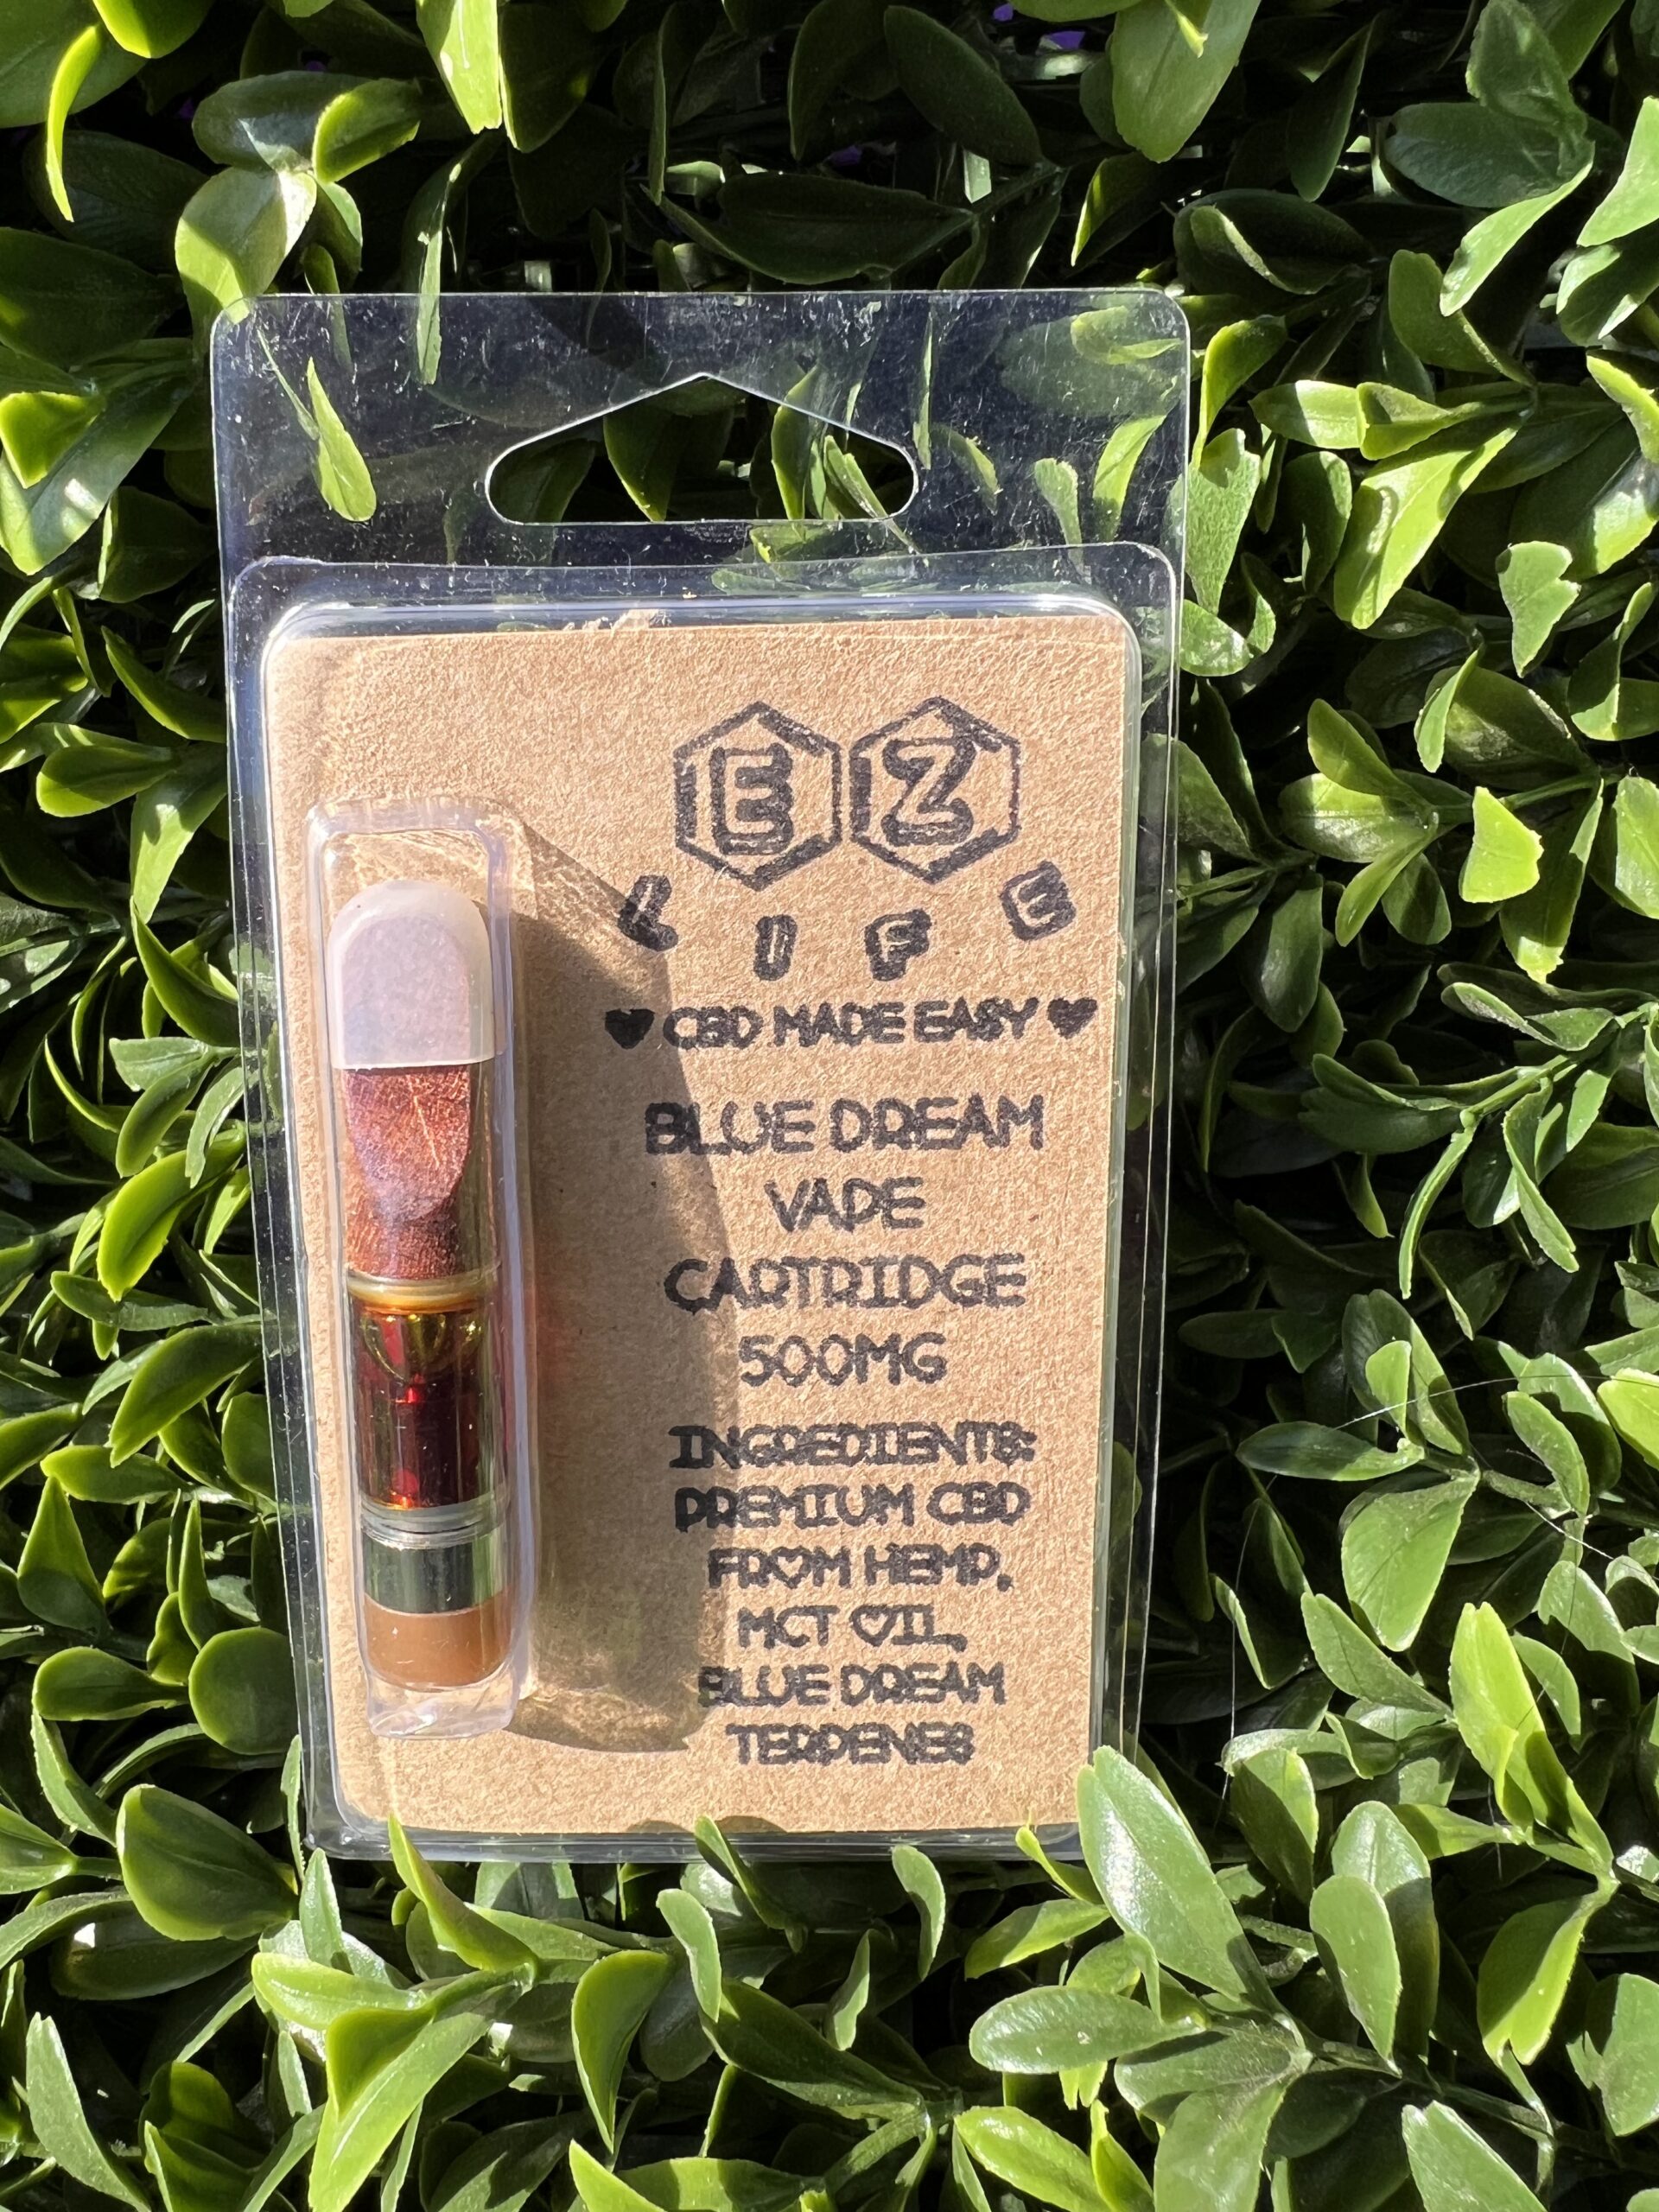 EZ
LIFE
♥ CBD MADE EASY ♥
BLUE DREAM
VAPE
CARTRIDGE
500MG
INGREDIENTS:
PREMIUM CBD
FROM HEMP,
MCT OIL,
BLUE DREAM
TERPENES